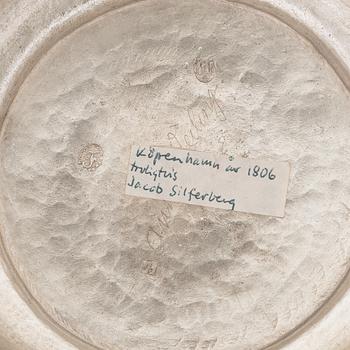 Köpenhamn år 1806
troligtvis
Jacob Silferberg